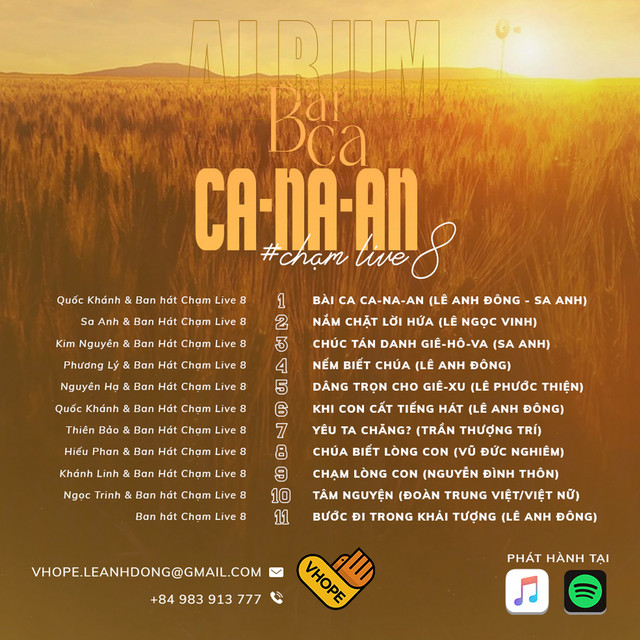 ALBUM
Bài
ca
CA-NA-AN
#chạm live 8
Quốc Khánh & Ban hát Chạm Live 8 1 BÀI CA CA-NA-AN (LÊ ANH ĐÔNG - SA ANH)
Sa Anh & Ban Hát Chạm Live 8 2 NẮM CHẶT LỜI HỨA (LÊ NGỌC VINH)
Kim Nguyên & Ban Hát Chạm Live 8 3 CHÚC TÁN DANH GIÊ-HÔ-VA (SA ANH)
Phương Lý & Ban Hát Chạm Live 8 4 NẾM BIẾT CHÚA (LÊ ANH ĐÔNG)
Nguyên Hạ & Ban Hát Chạm Live 8 5 DÂNG TRỌN CHO GIÊ-XU (LÊ PHƯỚC THIỆN)
Quốc Khánh & Ban Hát Chạm Live 8 6 KHI CON CẤT TIẾNG HÁT (LÊ ANH ĐÔNG)
Thiên Bảo & Ban Hát Chạm Live 8 7 YÊU TA CHĂNG? (TRẦN THƯỢNG TRÍ)
Hiếu Phan & Ban Hát Chạm Live 8 8 CHÚA BIẾT LÒNG CON (VŨ ĐỨC NGHIÊM)
Khánh Linh & Ban Hát Chạm Live 8 9 CHẠM LÒNG CON (NGUYỄN ĐÌNH THÔN)
Ngọc Trinh & Ban hát Chạm Live 8 10 TÂM NGUYỆN (ĐOÀN TRUNG VIỆT/VIỆT NỮ)
Ban hát Chạm Live 8 11 BƯỚC ĐI TRONG KHẢI TƯỢNG (LÊ ANH ĐÔNG)
VHOPE.LEANHDONG@GMAIL.COM
+84 983 913 777
VHOPE
PHÁT HÀNH TẠI